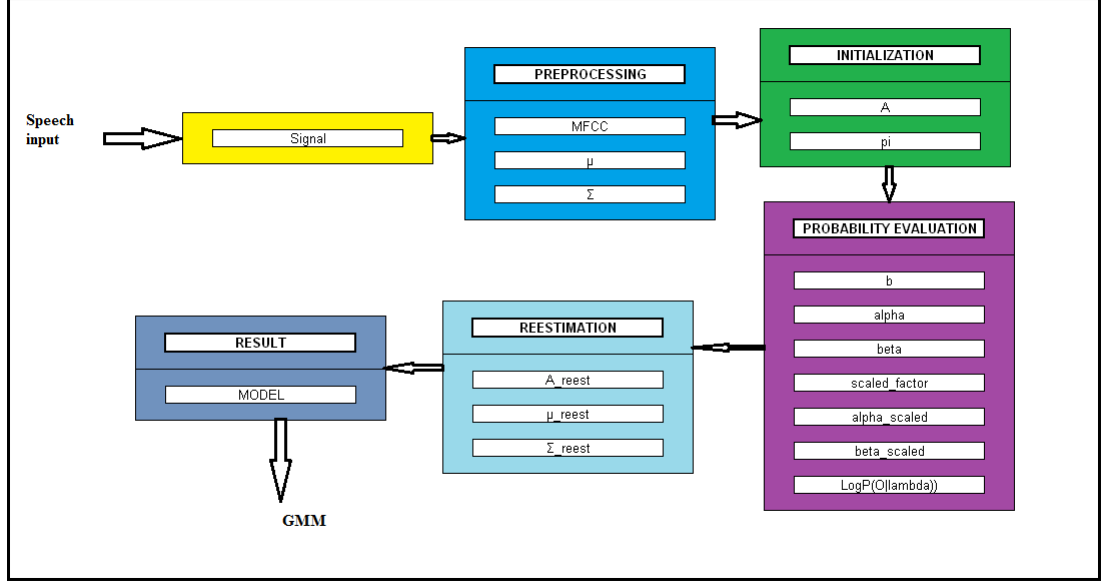 Speech
input
Signal
PREPROCESSING
MFCC
μ
Σ
INITIALIZATION
A
pi
PROBABILITY EVALUATION
b
alpha
beta
scaled_factor
alpha_scaled
beta_scaled
LogP(O|lambda))
REESTIMATION
A_reest
μ_reest
Σ_reest
RESULT
MODEL
GMM